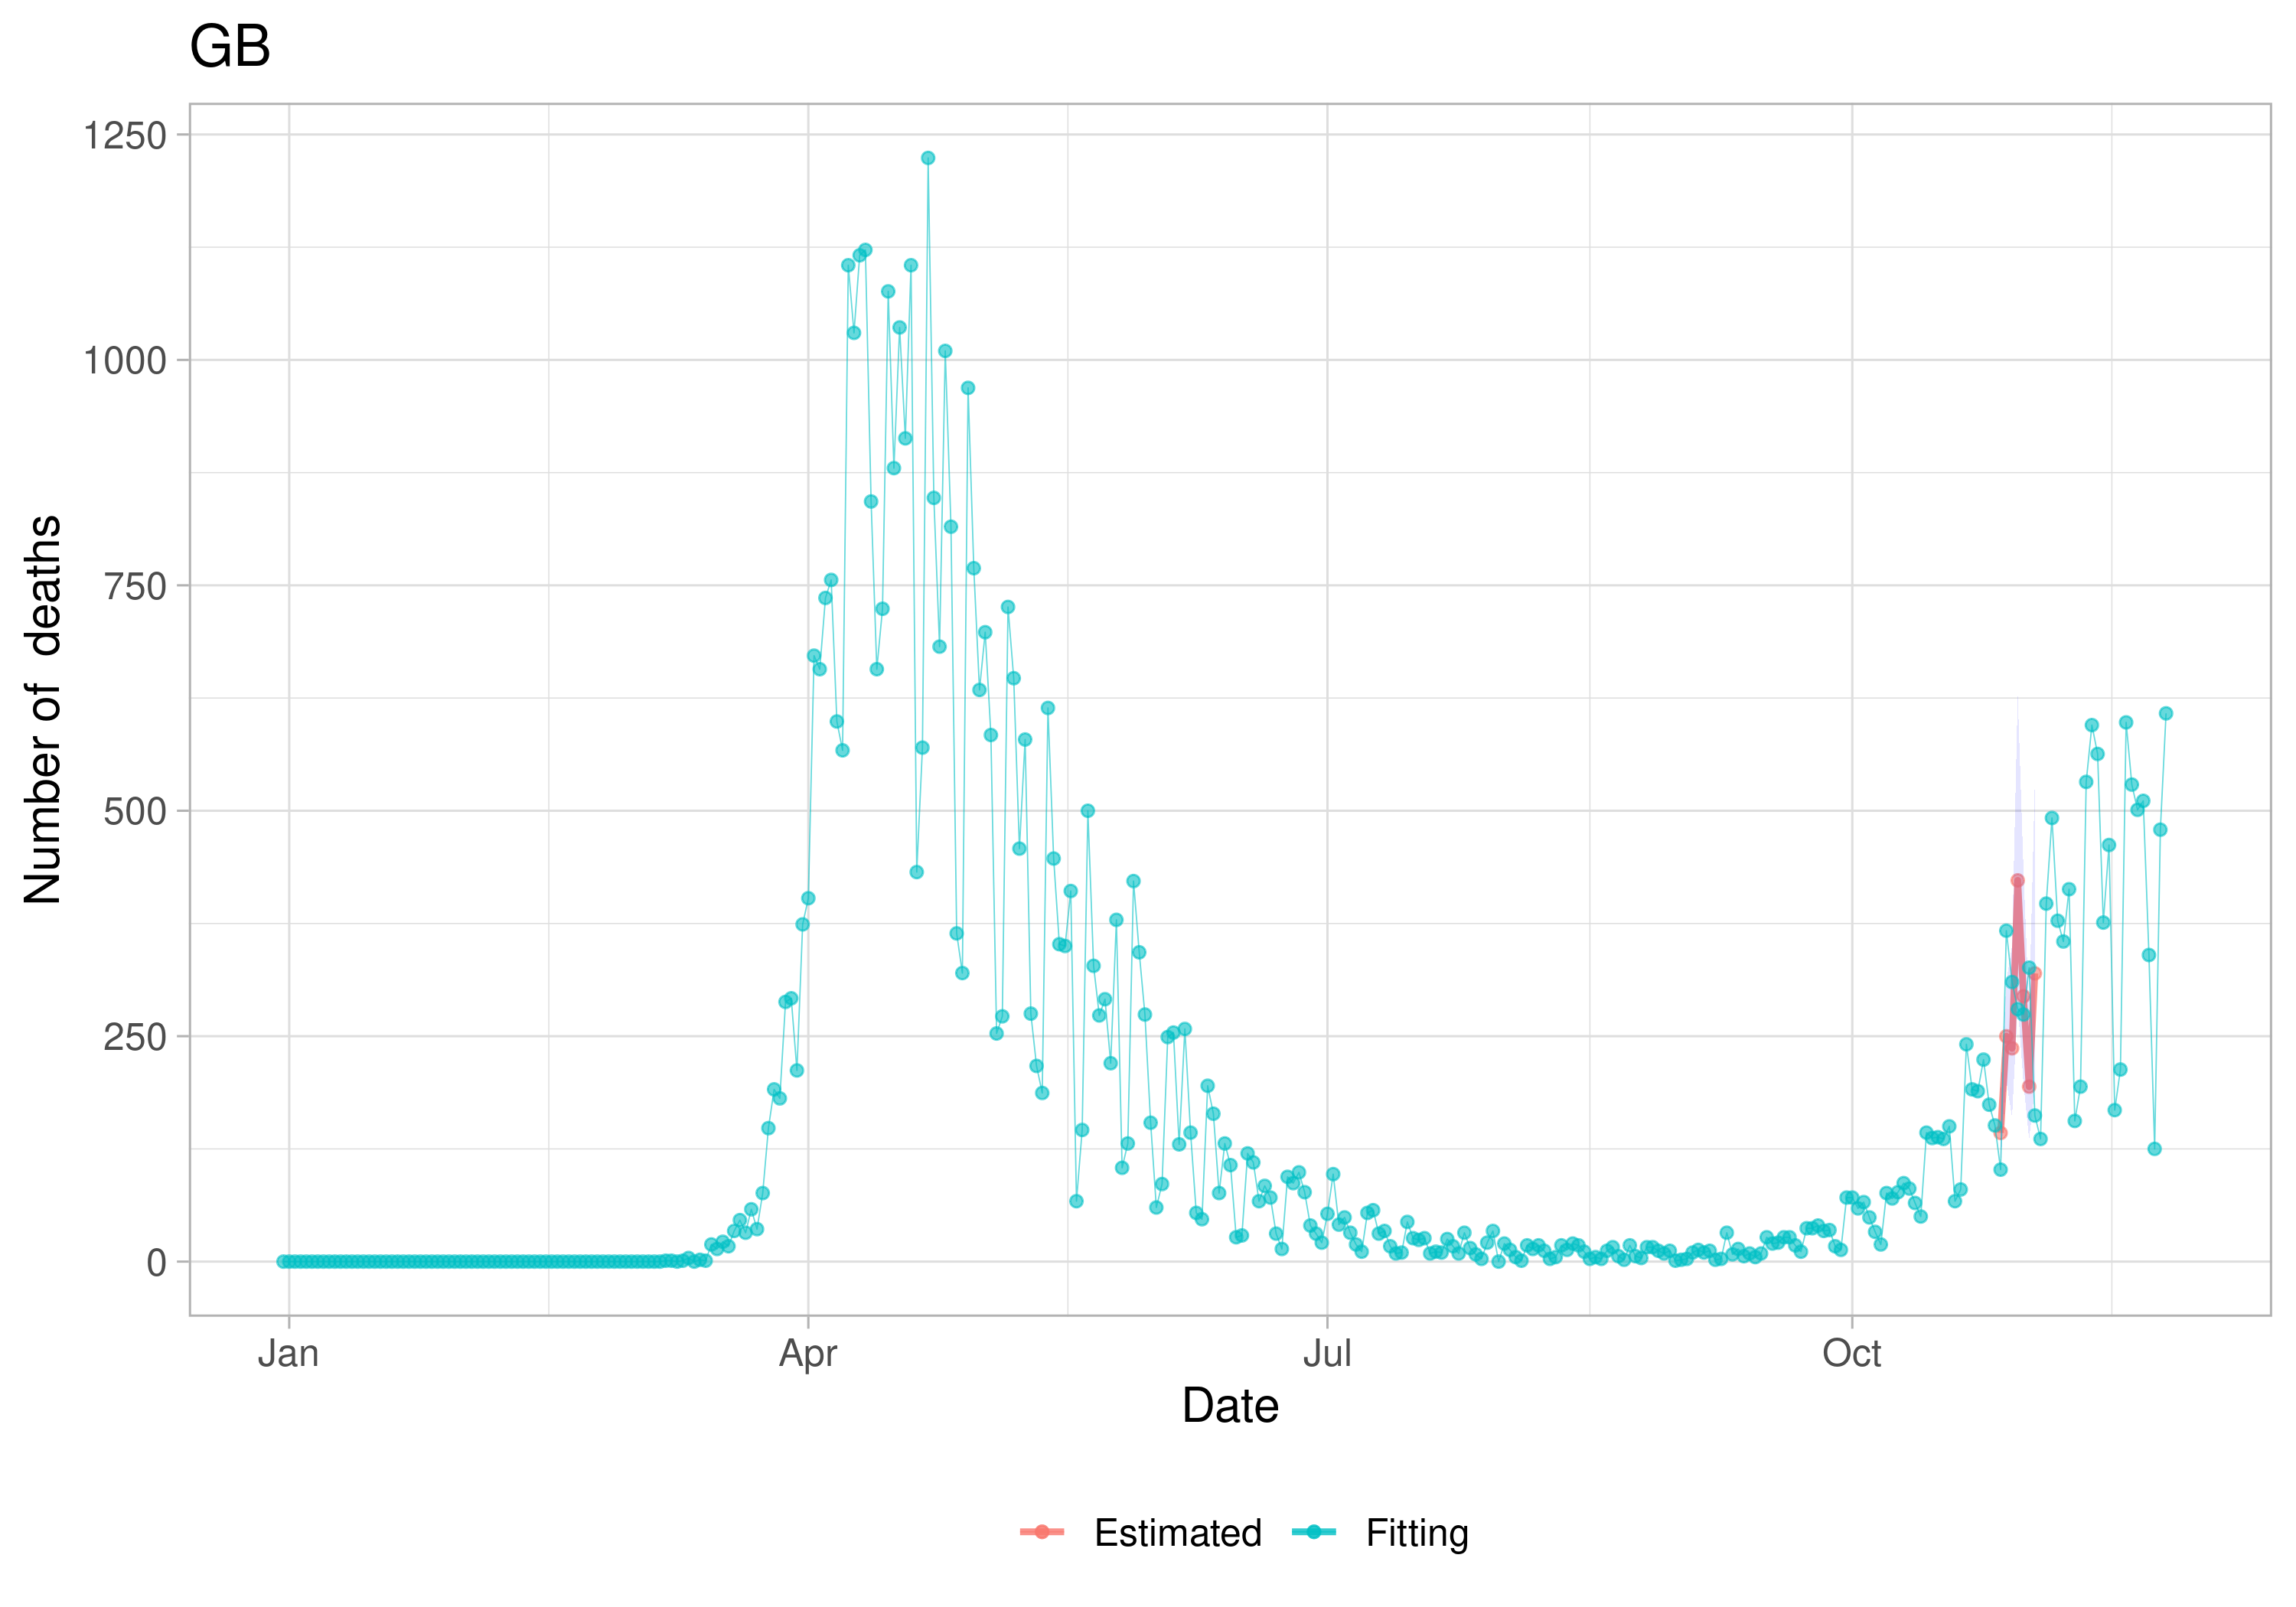 GB
1250
1000
750
500
250
0
Number of deaths
Jan Apr Jul Oct
Date
Estimated Fitting